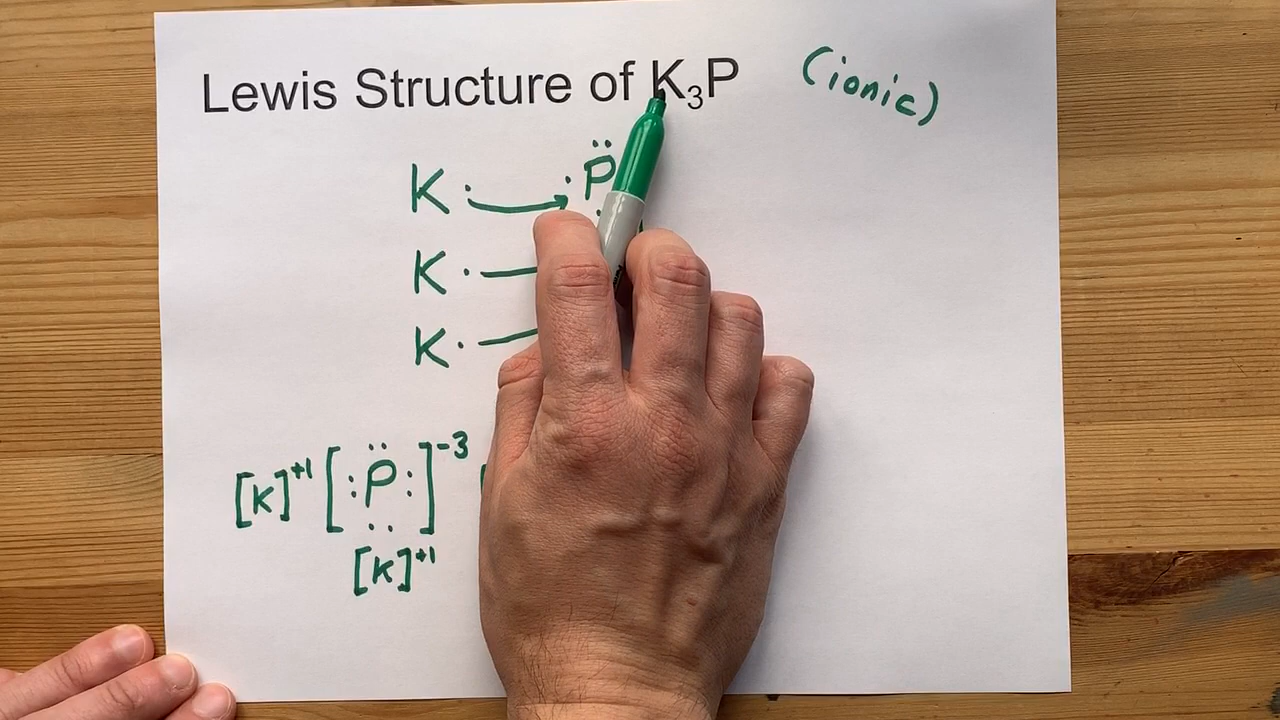 Lewis Structure of K₃P (ionic)
K· ·P̈
K·
K·
[K]⁺¹ [:P̈:]⁻³
[K]⁺¹